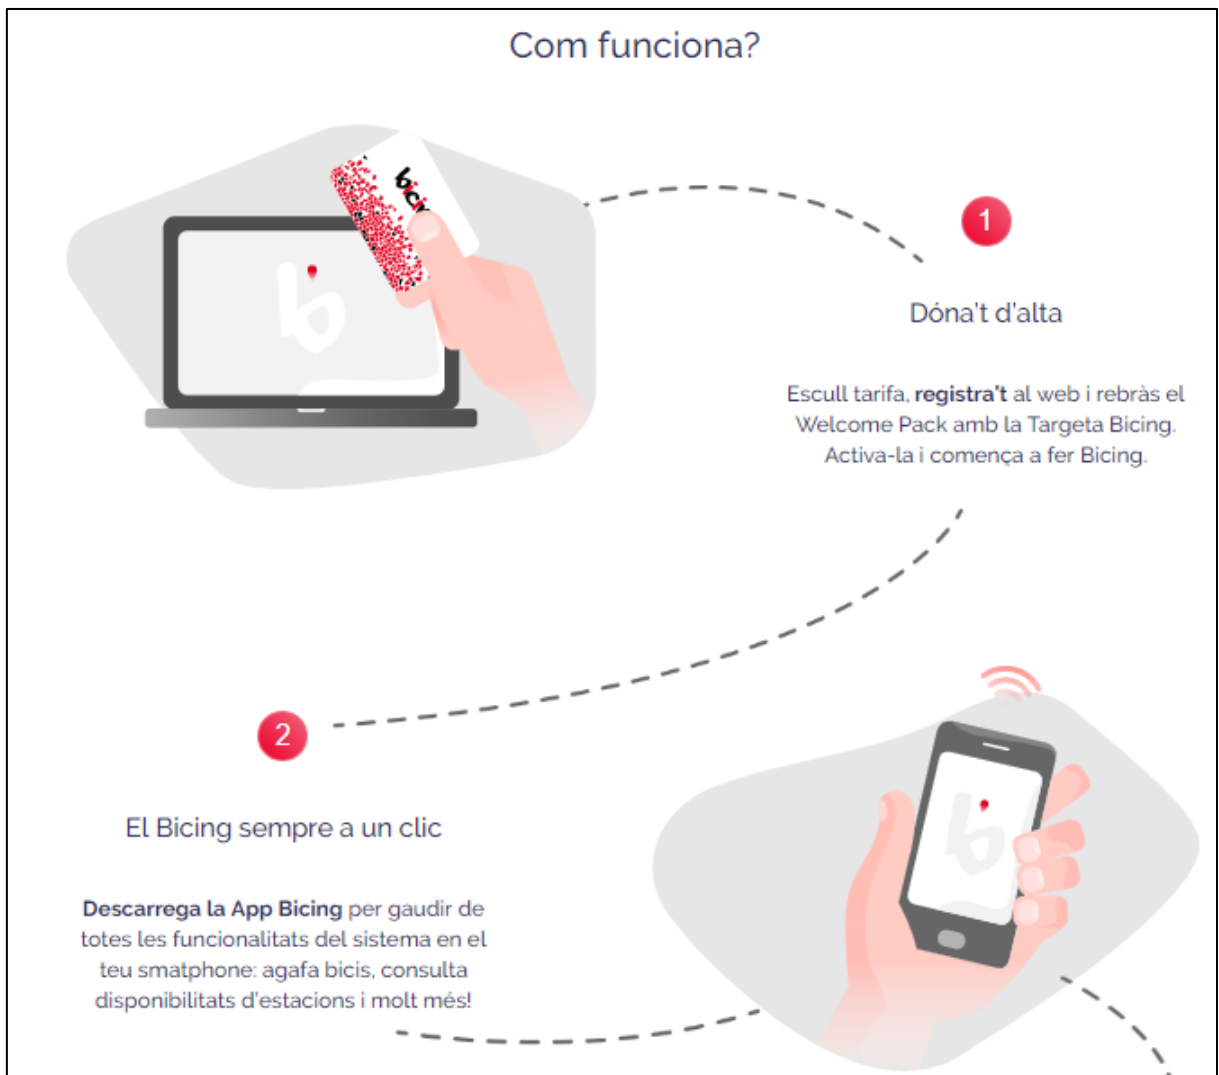 Com funciona?
bicin
1
Dóna't d'alta
Escull tarifa, registra't al web i rebràs el
Welcome Pack amb la Targeta Bicing.
Activa-la i comença a fer Bicing.
2
El Bicing sempre a un clic
Descarrega la App Bicing per gaudir de
totes les funcionalitats del sistema en el
teu smatphone: agafa bicis, consulta
disponibilitats d'estacions i molt més!